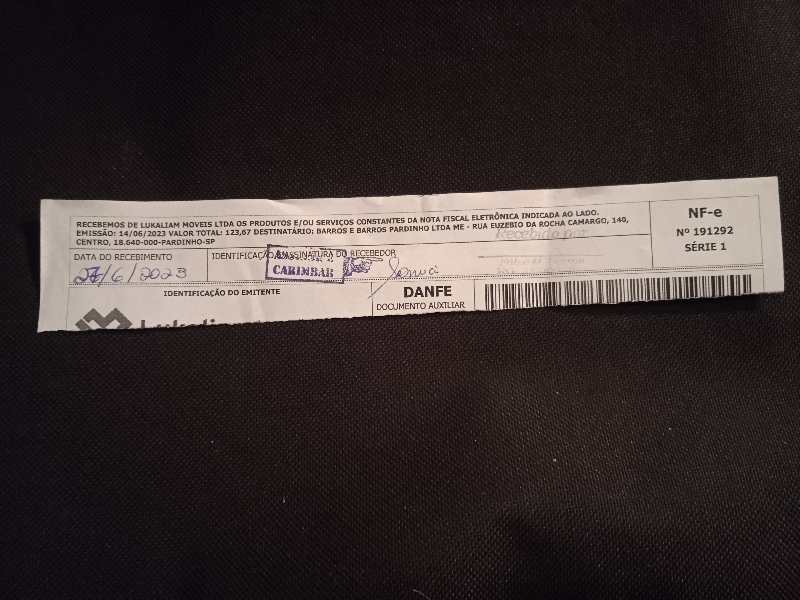 RECEBEMOS DE LUKALIAM MOVEIS LTDA OS PRODUTOS E/OU SERVIÇOS CONSTANTES DA NOTA FISCAL ELETRÔNICA INDICADA AO LADO.
EMISSÃO: 14/06/2023 VALOR TOTAL: 123,67 DESTINATÁRIO: BARROS E BARROS PARDINHO LTDA ME - RUA EUZEBIO DA ROCHA CAMARGO, 140,
CENTRO, 18.640-000-PARDINHO-SP
NF-e
Nº 191292
SÉRIE 1
Recebido por
DATA DO RECEBIMENTO
/6/2023
IDENTIFICAÇÃO ASSINATURA DO RECEBEDOR
CARIMBAR
IDENTIFICAÇÃO DO EMITENTE
DANFE
DOCUMENTO AUXILIAR